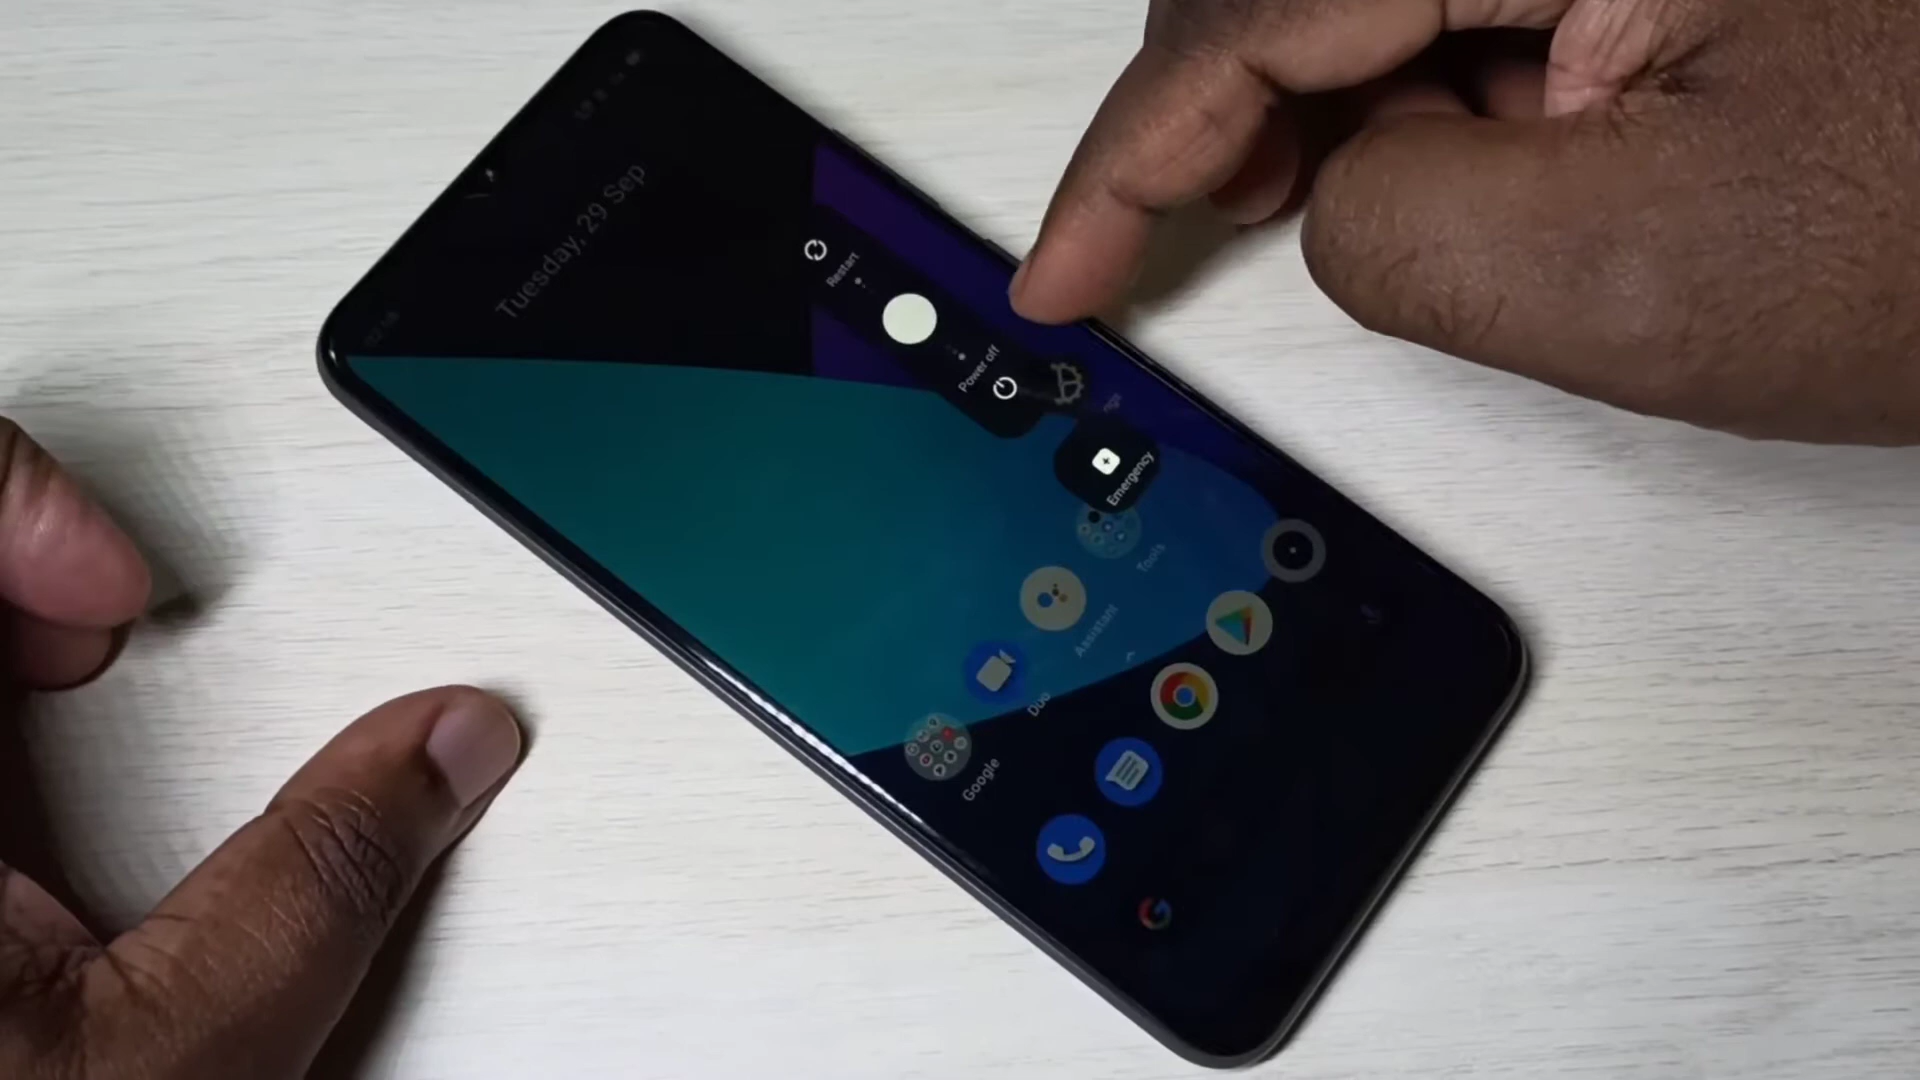 Tuesday, 29 Sep
Restart
Power off
Emergency
Tools
Assistant
Duo
Google
G